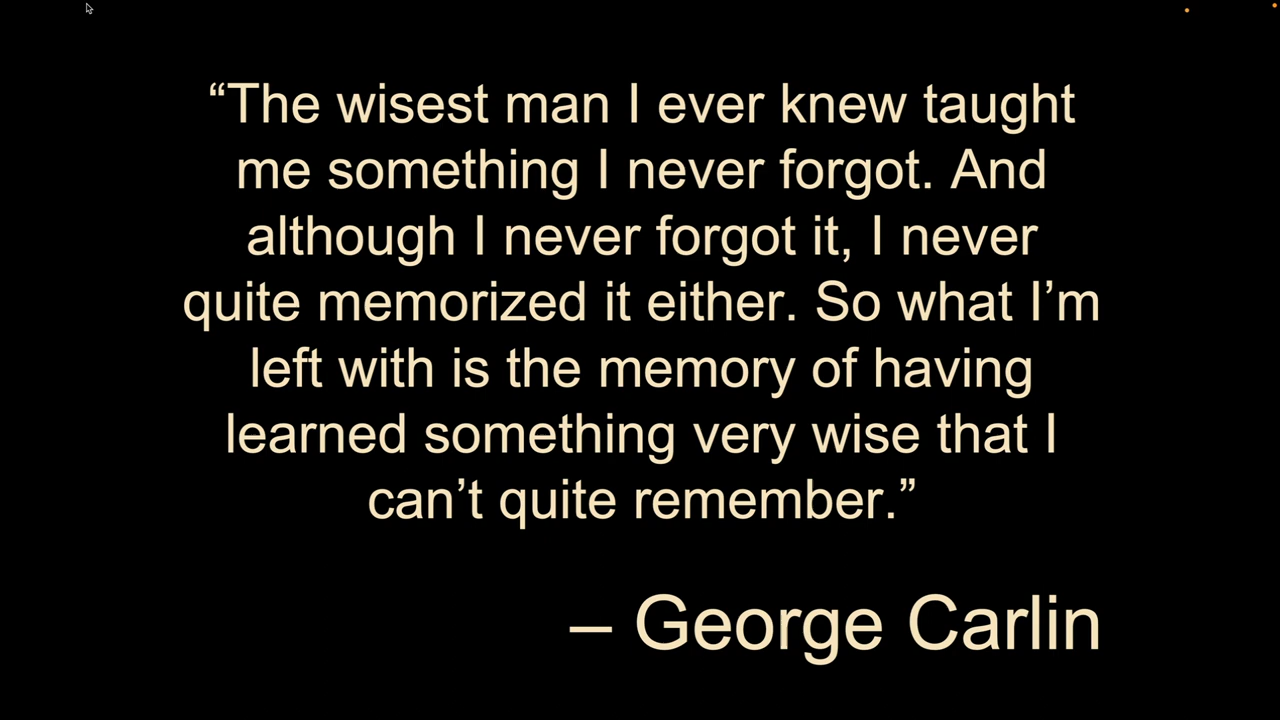 “The wisest man I ever knew taught
me something I never forgot. And
although I never forgot it, I never
quite memorized it either. So what I’m
left with is the memory of having
learned something very wise that I
can’t quite remember.”
– George Carlin